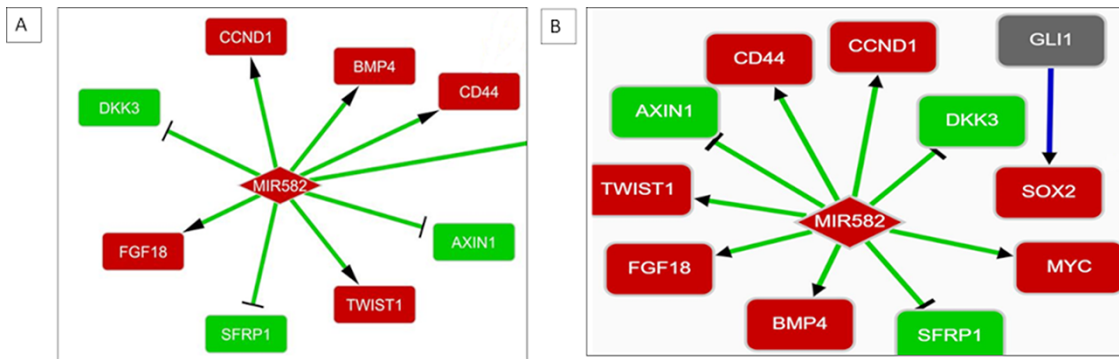 A
CCND1
BMP4
CD44
DKK3
MIR582
FGF18
AXIN1
TWIST1
SFRP1
B
GLI1
CCND1
CD44
AXIN1
DKK3
TWIST1
SOX2
MIR582
FGF18
MYC
BMP4
SFRP1